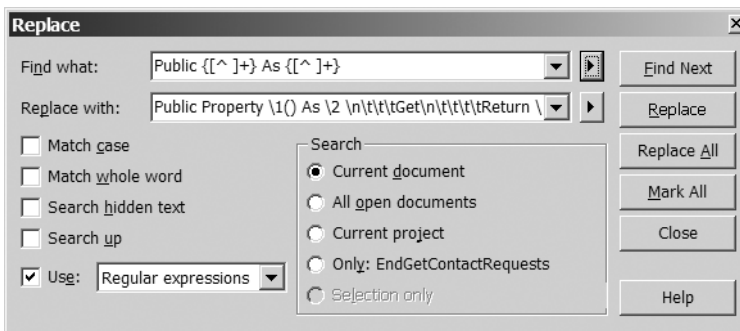 Replace
Find what: Public {[^ ]+} As {[^ ]+} Find Next
Replace with: Public Property \1() As \2 \n\t\t\tGet\n\t\t\t\tReturn \ Replace
Match case Search Replace All
Match whole word Current document Mark All
Search hidden text All open documents
Search up Current project Close
Use: Regular expressions Only: EndGetContactRequests
Selection only Help